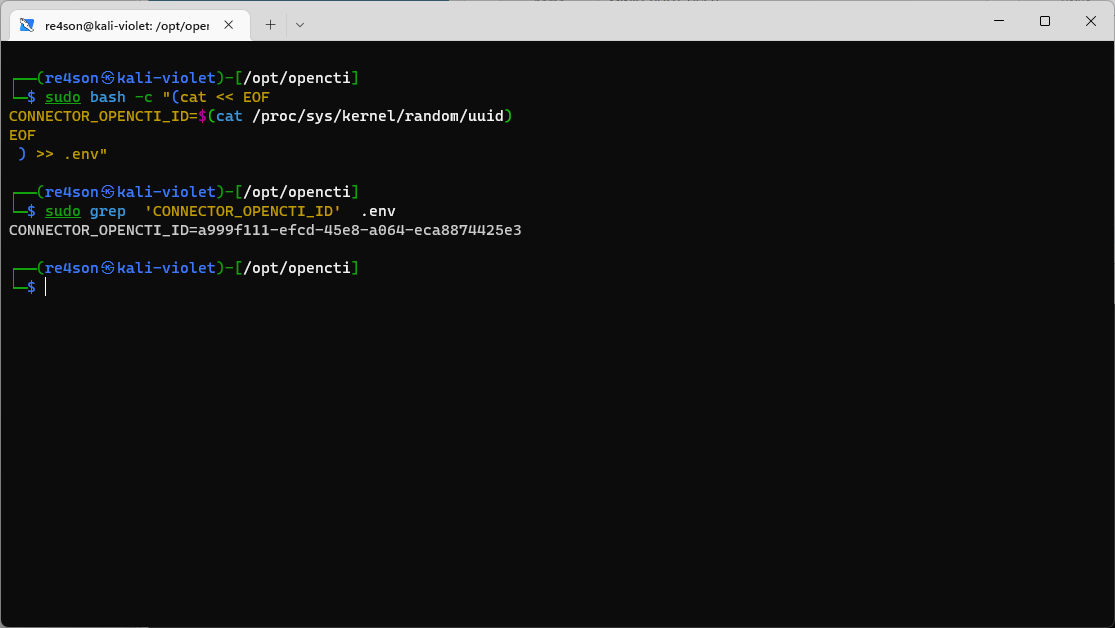 re4son@kali-violet: /opt/oper
┌──(re4son㉿kali-violet)-[/opt/opencti]
└─$ sudo bash -c "(cat << EOF
CONNECTOR_OPENCTI_ID=$(cat /proc/sys/kernel/random/uuid)
EOF
 ) >> .env"
┌──(re4son㉿kali-violet)-[/opt/opencti]
└─$ sudo grep  'CONNECTOR_OPENCTI_ID'  .env
CONNECTOR_OPENCTI_ID=a999f111-efcd-45e8-a064-eca8874425e3
┌──(re4son㉿kali-violet)-[/opt/opencti]
└─$